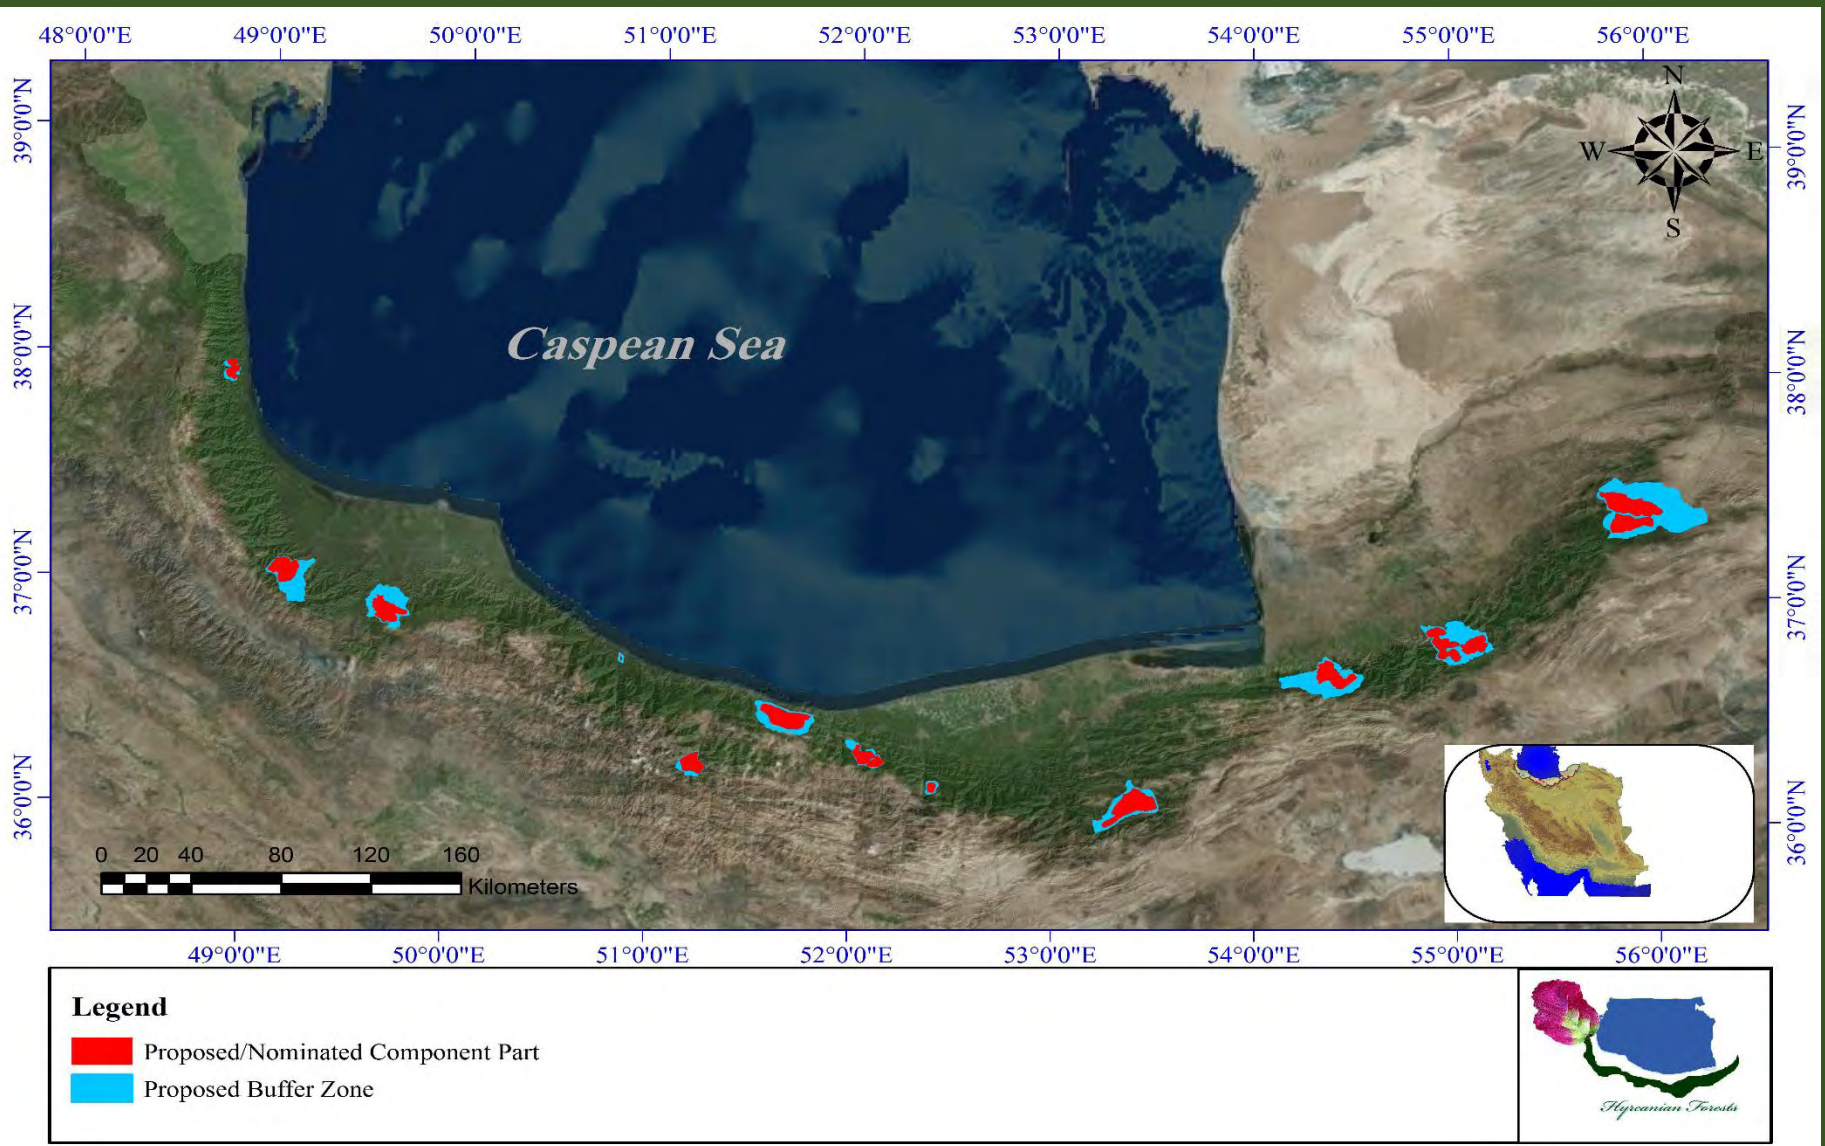 48°0'0"E 49°0'0"E 50°0'0"E 51°0'0"E 52°0'0"E 53°0'0"E 54°0'0"E 55°0'0"E 56°0'0"E
N
W E
S
39°0'0"N
38°0'0"N
37°0'0"N
36°0'0"N
39°0'0"N
38°0'0"N
37°0'0"N
36°0'0"N
Caspean Sea
0 20 40 80 120 160
Kilometers
49°0'0"E 50°0'0"E 51°0'0"E 52°0'0"E 53°0'0"E 54°0'0"E 55°0'0"E 56°0'0"E
Legend
Proposed/Nominated Component Part
Proposed Buffer Zone
Hyrcanian Forests